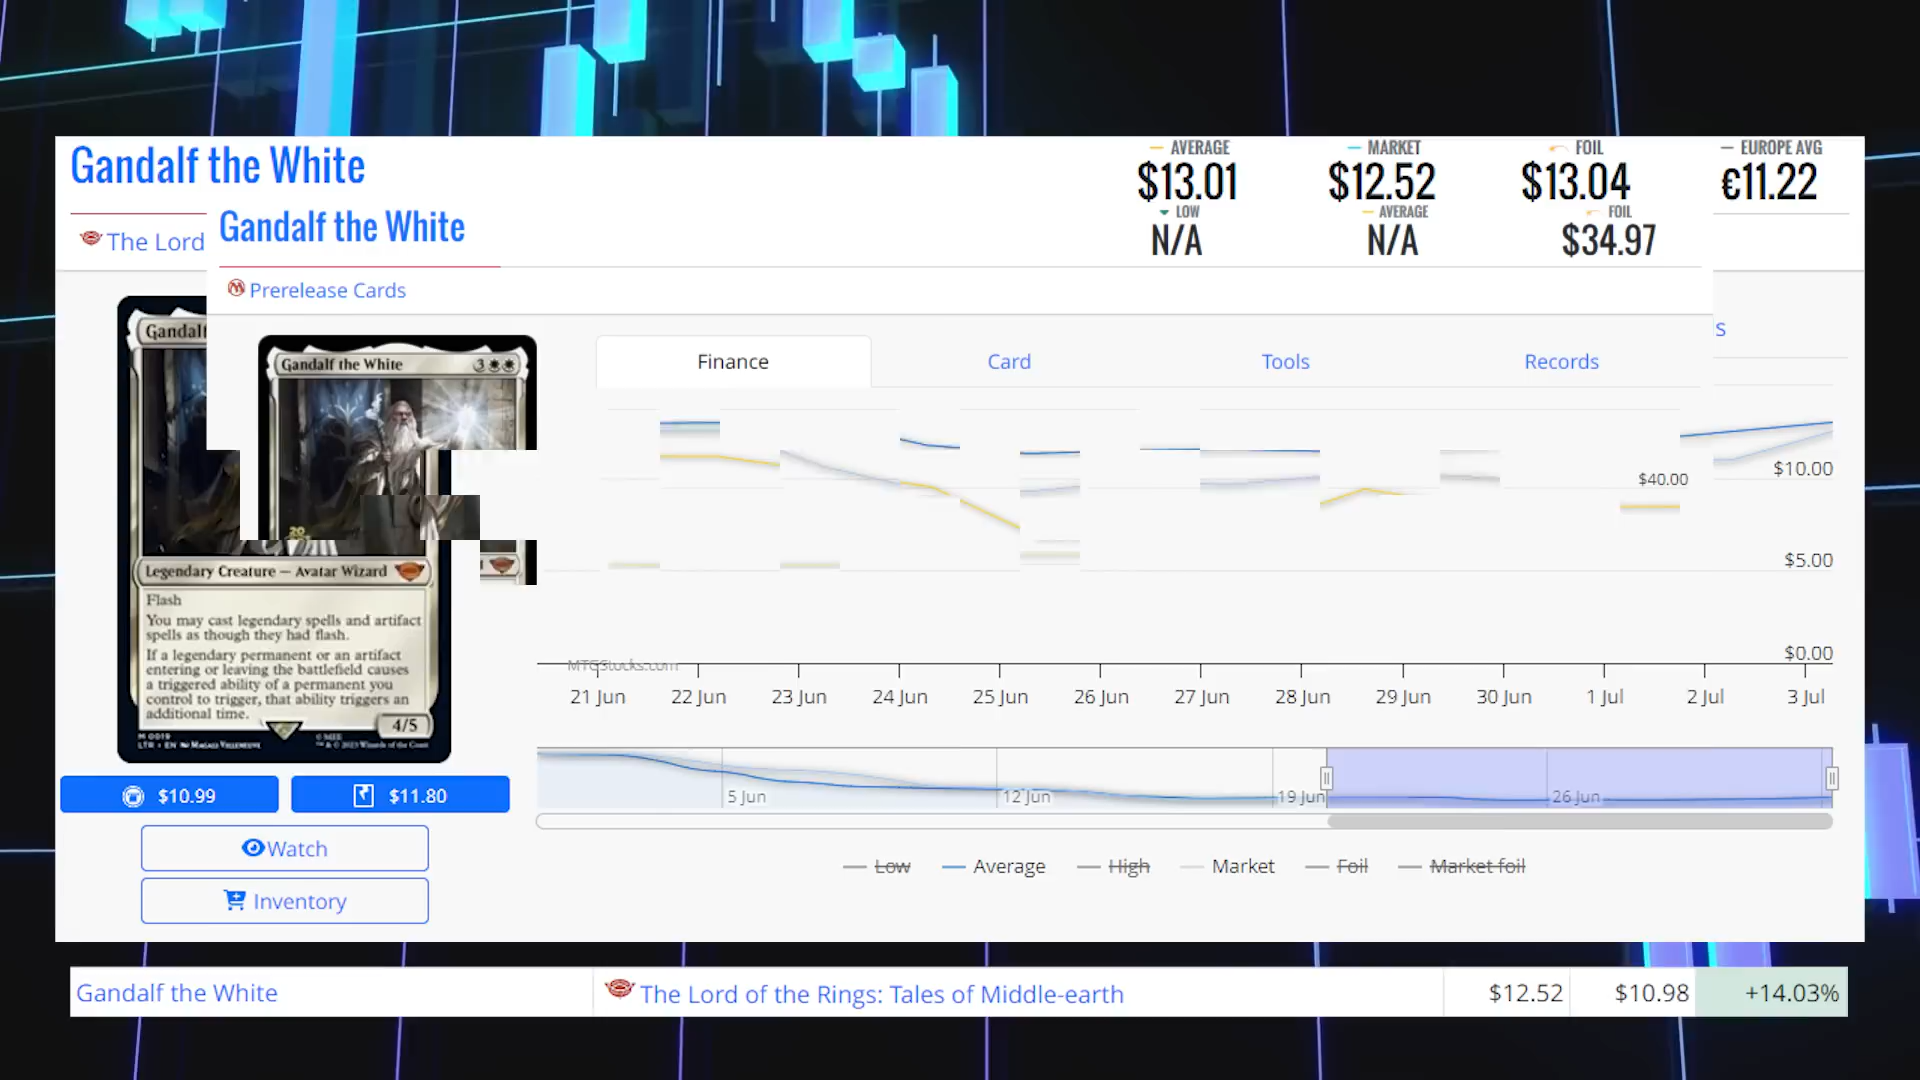 Gandalf the White
AVERAGE
$13.01
MARKET
$12.52
FOIL
$13.04
EUROPE AVG
€11.22
The Lord
Gandalf the White
LOW
N/A
AVERAGE
N/A
FOIL
$34.97
Prerelease Cards
s
Gandalf
Gandalf the White 3
20
Finance
Card
Tools
Records
$40.00
$10.00
$5.00
$0.00
Legendary Creature — Avatar Wizard
Flash
You may cast legendary spells and artifact
spells as though they had flash.
If a legendary permanent or an artifact
entering or leaving the battlefield causes
a triggered ability of a permanent you
control to trigger, that ability triggers an
additional time.
4/5
M 0019
LTR • EN Magali Villeneuve
MTGStocks.com
21 Jun
22 Jun
23 Jun
24 Jun
25 Jun
26 Jun
27 Jun
28 Jun
29 Jun
30 Jun
1 Jul
2 Jul
3 Jul
5 Jun
12 Jun
19 Jun
26 Jun
$10.99
$11.80
Watch
Inventory
Low
Average
High
Market
Foil
Market foil
Gandalf the White
The Lord of the Rings: Tales of Middle-earth
$12.52
$10.98
+14.03%